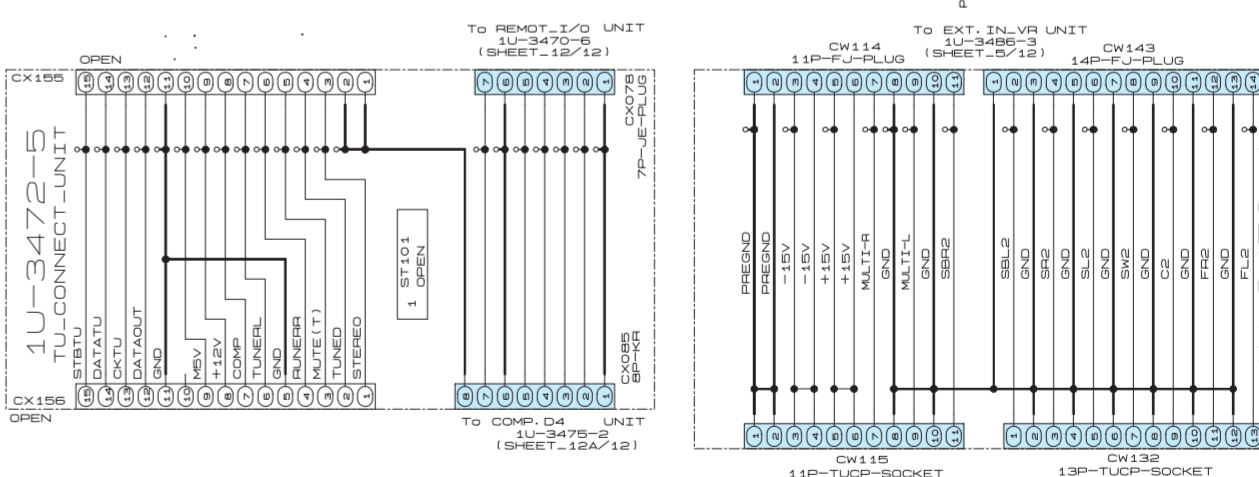 P
OPEN
CX155
15 14 13 12 11 10 9 8 7 6 5 4 3 2 1
To REMOT_I/O UNIT
1U-3470-6
(SHEET_12/12)
7 6 5 4 3 2 1
CX078
7P-JE-PLUG
1U-3472-5
TU_CONNECT_UNIT
STBTU
DATATU
CKTU
DATAOUT
GND
M5V
+12V
COMP
TUNERL
GND
RUNERR
MUTE(T)
TUNED
STEREO
1 ST101
OPEN
CX156
OPEN
15 14 13 12 11 10 9 8 7 6 5 4 3 2 1
8 7 6 5 4 3 2 1
CX085
8P-KR
To COMP.D4 UNIT
1U-3475-2
(SHEET_12A/12)
To EXT.IN_VR UNIT
1U-3486-3
(SHEET_5/12)
CW114
11P-FJ-PLUG
1 2 3 4 5 6 7 8 9 10 11
CW143
14P-FJ-PLUG
1 2 3 4 5 6 7 8 9 10 11 12 13 14
PREGND
PREGND
-15V
-15V
+15V
+15V
MULTI-R
GND
MULTI-L
GND
SBR2
SBL2
GND
SR2
GND
SL2
GND
SW2
GND
C2
GND
FR2
GND
FL2
1 2 3 4 5 6 7 8 9 10 11
CW115
11P-TUCP-SOCKET
1 2 3 4 5 6 7 8 9 10 11 12 13
CW132
13P-TUCP-SOCKET